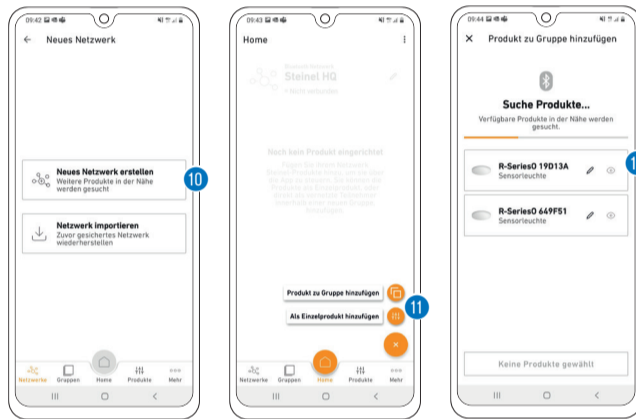 09:42
← Neues Netzwerk
Neues Netzwerk erstellen
Weitere Produkte in der Nähe
werden gesucht
10
Netzwerk importieren
Zuvor gesichertes Netzwerk
wiederherstellen
Netzwerke Gruppen Home Produkte Mehr
09:43
Home
Steinel HQ
Noch kein Produkt eingerichtet
Produkt zu Gruppe hinzufügen
11
Als Einzelprodukt hinzufügen
×
Netzwerke Gruppen Home Produkte Mehr
09:44
× Produkt zu Gruppe hinzufügen
Suche Produkte...
Verfügbare Produkte in der Nähe werden
gesucht.
R-SeriesO 19D13A
Sensorleuchte
R-SeriesO 649F51
Sensorleuchte
Keine Produkte gewählt